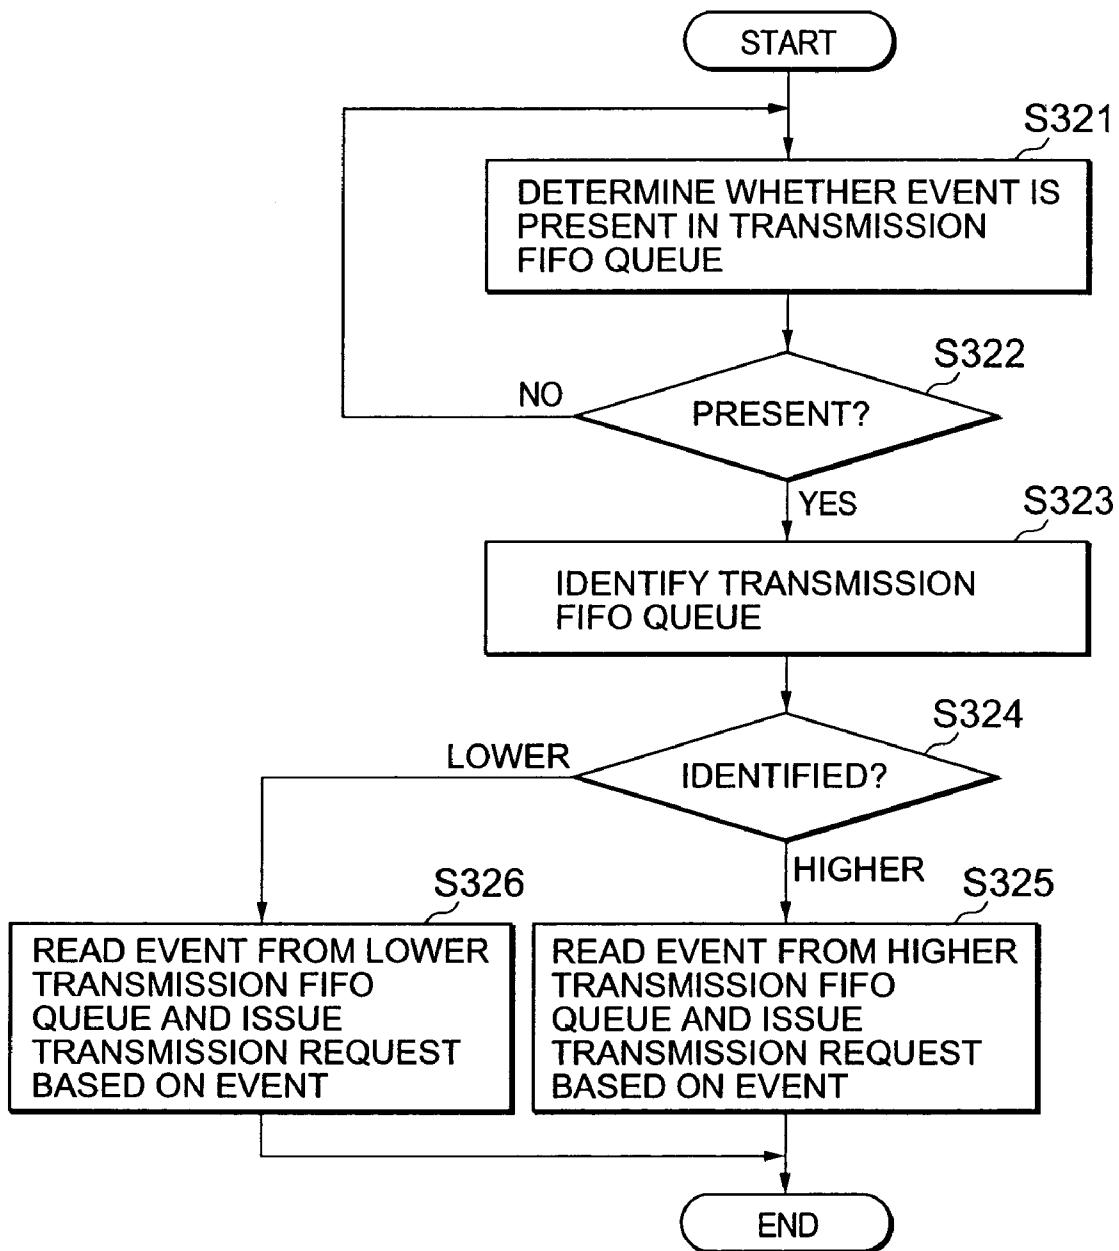 START
S321
DETERMINE WHETHER EVENT IS
PRESENT IN TRANSMISSION
FIFO QUEUE
S322
NO
PRESENT?
YES
S323
IDENTIFY TRANSMISSION
FIFO QUEUE
S324
LOWER
IDENTIFIED?
HIGHER
S326
READ EVENT FROM LOWER
TRANSMISSION FIFO
QUEUE AND ISSUE
TRANSMISSION REQUEST
BASED ON EVENT
S325
READ EVENT FROM HIGHER
TRANSMISSION FIFO
QUEUE AND ISSUE
TRANSMISSION REQUEST
BASED ON EVENT
END